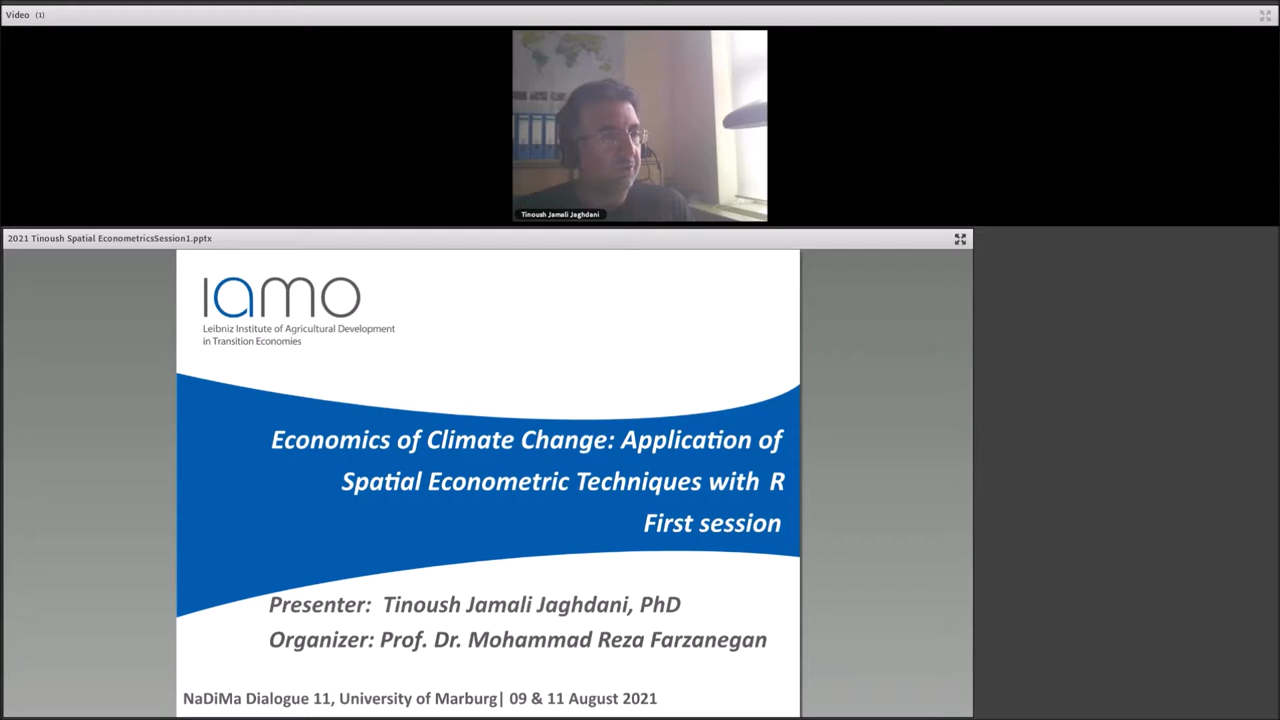 Video (1)
Tinoush Jamali Jaghdani
2021 Tinoush Spatial EconometricsSession1.pptx
iamo
Leibniz Institute of Agricultural Development
in Transition Economies
Economics of Climate Change: Application of
Spatial Econometric Techniques with R
First session
Presenter: Tinoush Jamali Jaghdani, PhD
Organizer: Prof. Dr. Mohammad Reza Farzanegan
NaDiMa Dialogue 11, University of Marburg| 09 & 11 August 2021